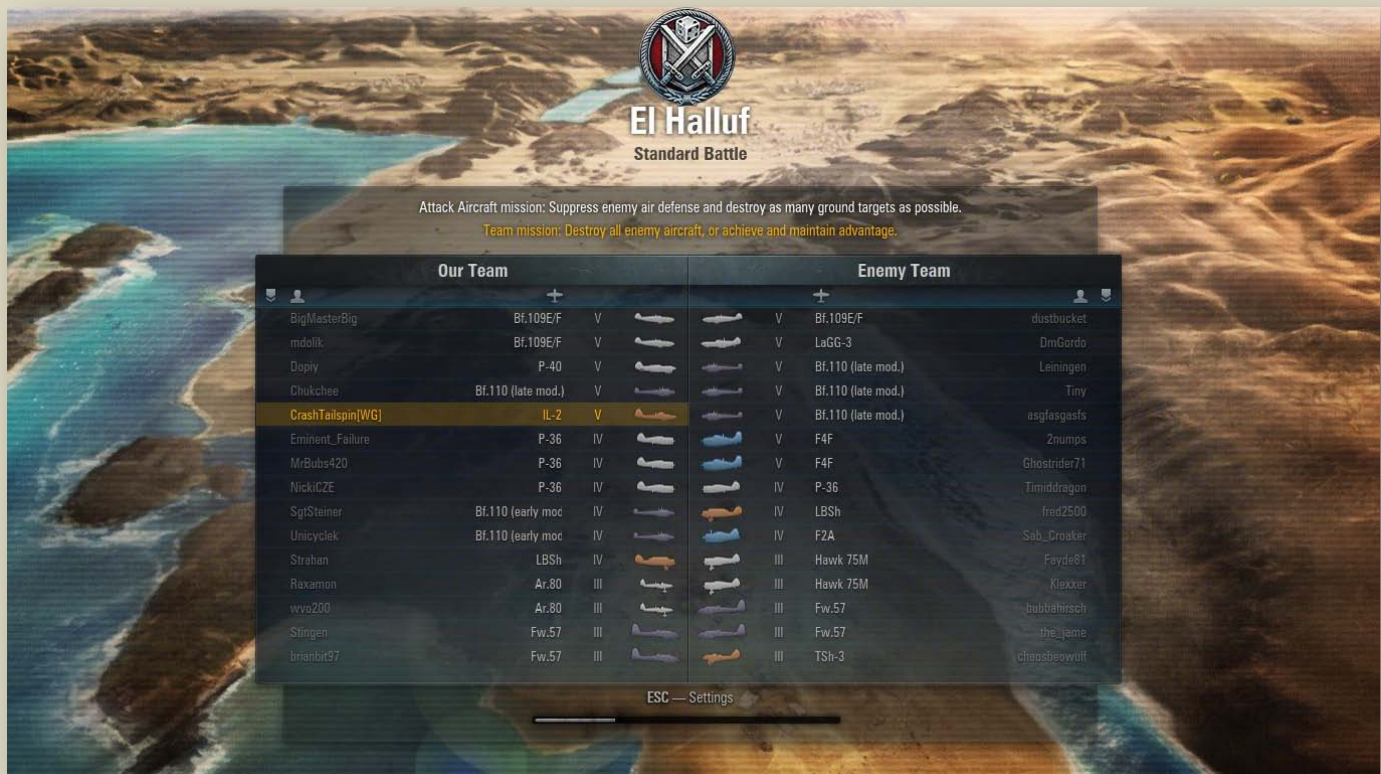 El Halluf
Standard Battle
Attack Aircraft mission: Suppress enemy air defense and destroy as many ground targets as possible.
Team mission: Destroy all enemy aircraft, or achieve and maintain advantage.
Our Team Enemy Team
BigMasterBig Bf.109E/F V V Bf.109E/F dustbucket
mdolik Bf.109E/F V V LaGG-3 DmGordo
Dopiy P-40 V V Bf.110 (late mod.) Leiningen
Chukchee Bf.110 (late mod.) V V Bf.110 (late mod.) Tiny
CrashTailspin[WG] IL-2 V V Bf.110 (late mod.) asgfasgasfs
Eminent_Failure P-36 IV V F4F 2numps
MrBubs420 P-36 IV V F4F Ghostrider71
NickiCZE P-36 IV IV P-36 Timiddragon
SgtSteiner Bf.110 (early mod IV IV LBSh fred2500
Unicyclek Bf.110 (early mod IV IV F2A Sab_Croaker
Strahan LBSh IV III Hawk 75M Fayde81
Raxamon Ar.80 III III Hawk 75M Klexxer
wvo200 Ar.80 III III Fw.57 bubbahirsch
Stingen Fw.57 III III Fw.57 the_jame
brianbit97 Fw.57 III III TSh-3 chaosbeowulf
ESC — Settings